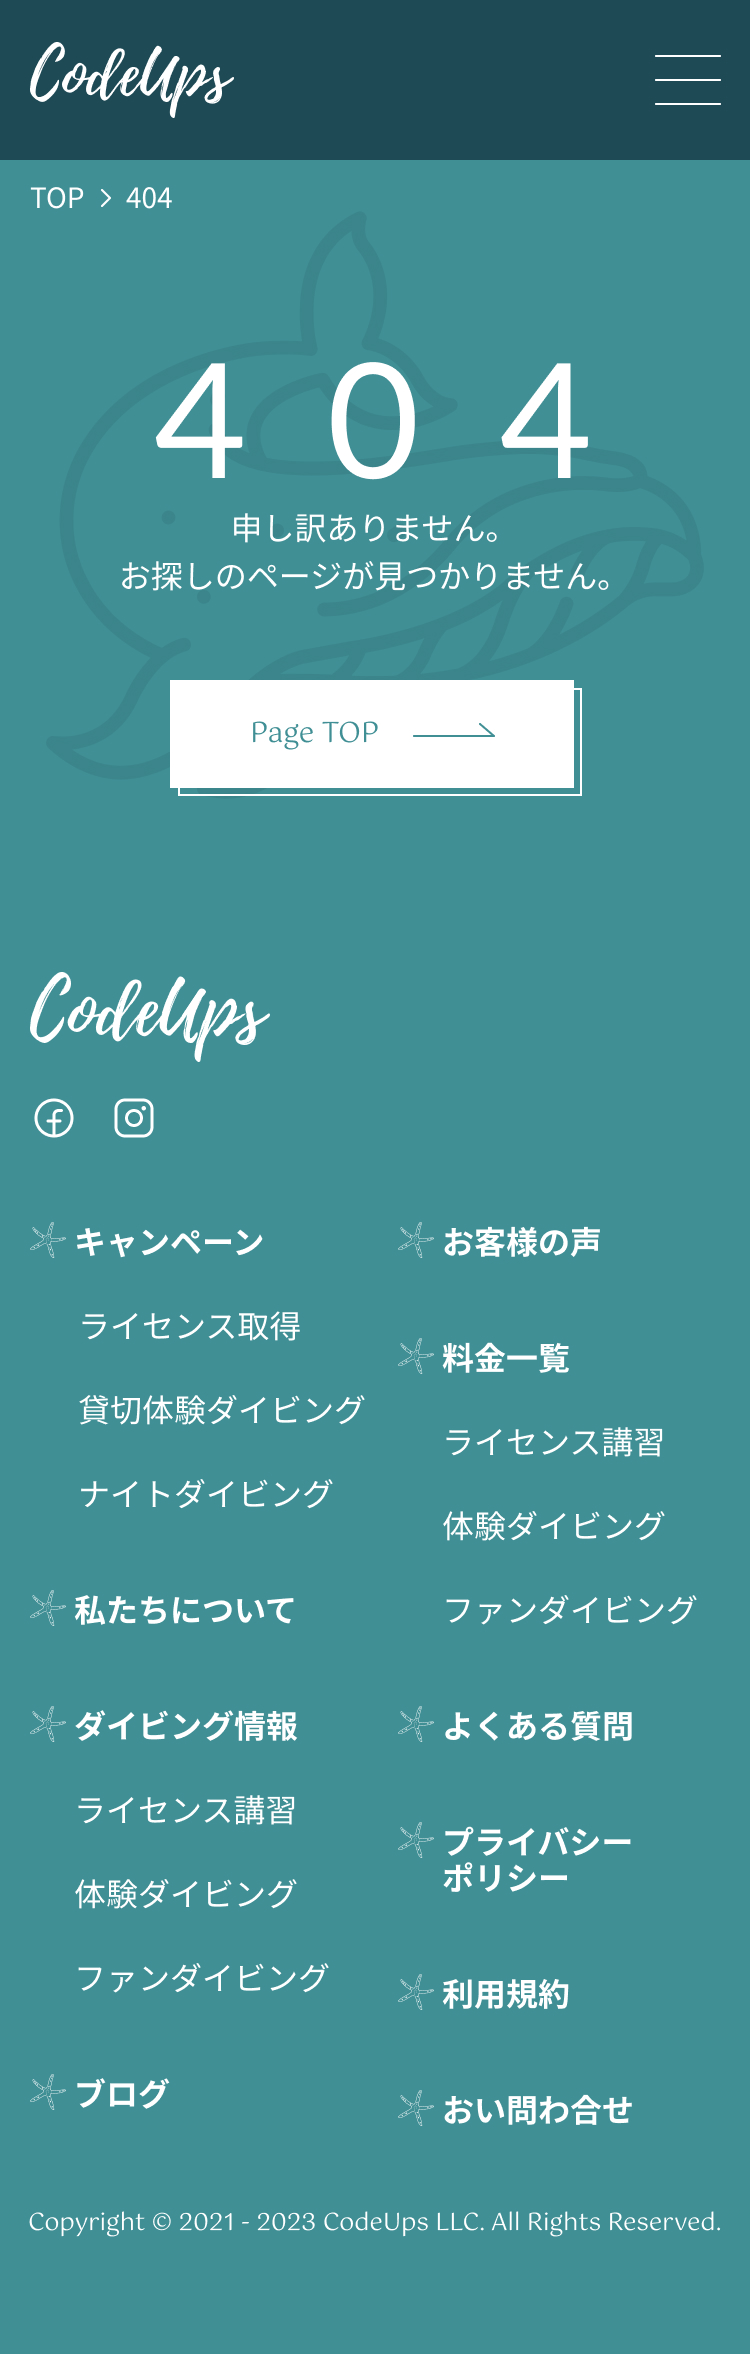 CodeUps
TOP > 404
404
申し訳ありません。
お探しのページが見つかりません。
Page TOP
CodeUps
キャンペーン
ライセンス取得
貸切体験ダイビング
ナイトダイビング
私たちについて
ダイビング情報
ライセンス講習
体験ダイビング
ファンダイビング
ブログ
お客様の声
料金一覧
ライセンス講習
体験ダイビング
ファンダイビング
よくある質問
プライバシー
ポリシー
利用規約
おい問わ合せ
Copyright © 2021 - 2023 CodeUps LLC. All Rights Reserved.